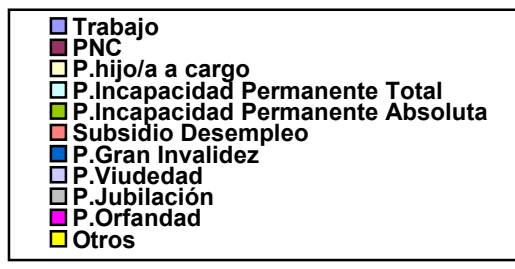 Trabajo
PNC
P.hijo/a a cargo
P.Incapacidad Permanente Total
P.Incapacidad Permanente Absoluta
Subsidio Desempleo
P.Gran Invalidez
P.Viudedad
P.Jubilación
P.Orfandad
Otros